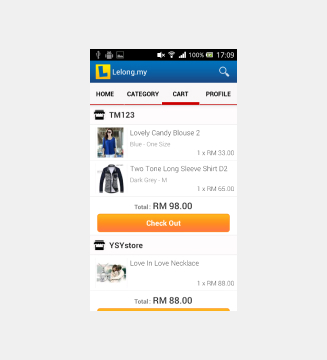 100% 17:09
L Lelong.my
HOME CATEGORY CART PROFILE
TM123
Lovely Candy Blouse 2
Blue - One Size
1 x RM 33.00
Two Tone Long Sleeve Shirt D2
Dark Grey - M
1 x RM 65.00
Total: RM 98.00
Check Out
YSYstore
Love In Love Necklace
1 x RM 88.00
Total: RM 88.00